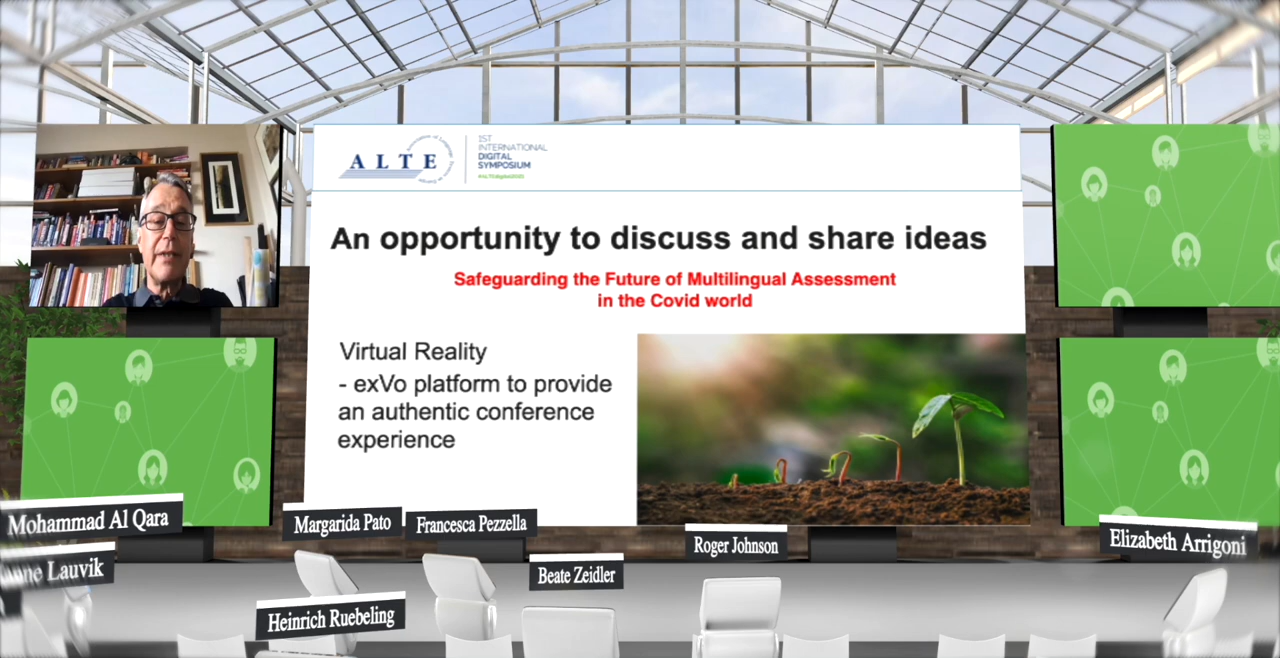 ALTE
1ST
INTERNATIONAL
DIGITAL
SYMPOSIUM
An opportunity to discuss and share ideas
Safeguarding the Future of Multilingual Assessment
in the Covid world
Virtual Reality
- exVo platform to provide
an authentic conference
experience
Mohammad Al Qara
Margarida Pato
Francesca Pezzella
Roger Johnson
Elizabeth Arrigoni
Lauvik
Beate Zeidler
Heinrich Ruebeling